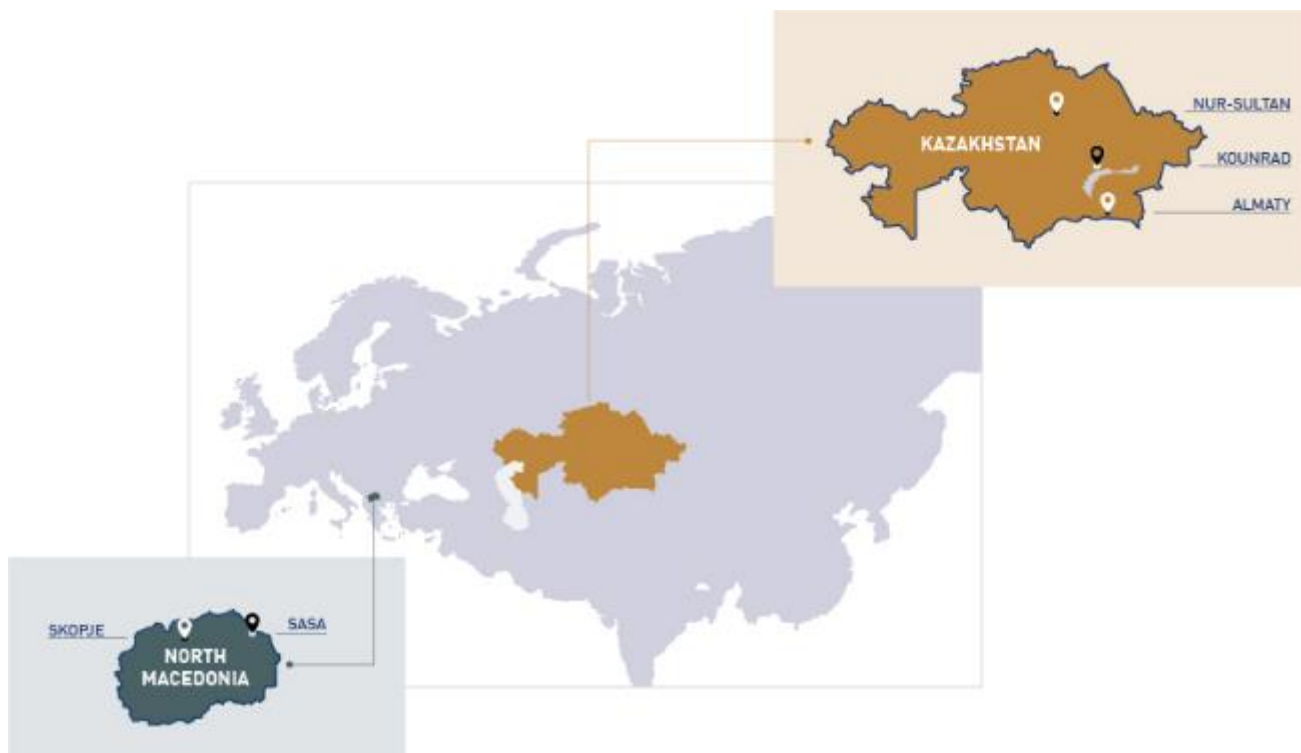 NUR-SULTAN
KAZAKHSTAN
KOUNRAD
ALMATY
SKOPJE
SASA
NORTH
MACEDONIA